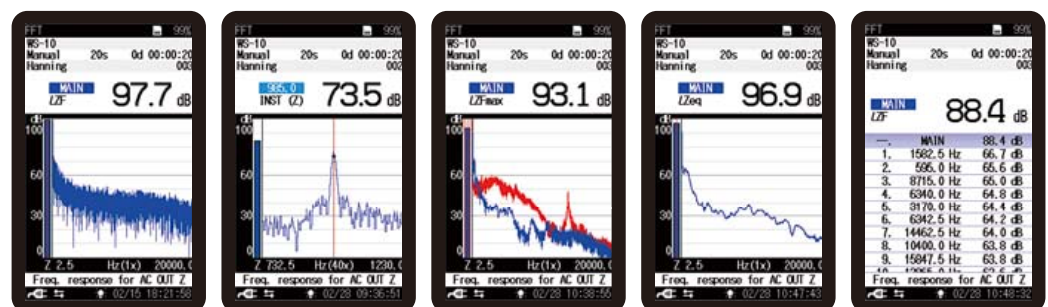 FFT 99%
WS-10
Manual 20s 0d 00:00:20
Hanning 003
MAIN
LZF 97.7 dB
dB
100
60
30
0
Z 2.5 Hz(1x) 20000.0
Freq. response for AC OUT Z
02/15 18:21:58
FFT 99%
WS-10
Manual 20s 0d 00:00:20
Hanning 002
985.0
INST (Z) 73.5 dB
dB
100
60
30
0
Z 732.5 Hz(40x) 1230.
Freq. response for AC OUT Z
02/28 09:36:51
FFT 99%
WS-10
Manual 20s 0d 00:00:20
Hanning 003
MAIN
LZFmax 93.1 dB
dB
100
60
30
0
Z 2.5 Hz(1x) 20000.
Freq. response for AC OUT Z
02/28 10:38:55
FFT 99%
WS-10
Manual 20s 0d 00:00:20
Hanning 003
MAIN
LZeq 96.9 dB
dB
100
60
30
0
Z 2.5 Hz(1x) 20000.
Freq. response for AC OUT Z
02/28 10:47:43
FFT 99%
WS-10
Manual 20s 0d 00:00:20
Hanning 003
MAIN
LZF 88.4 dB
--. MAIN 88.4 dB
1. 1582.5 Hz 66.7 dB
2. 595.0 Hz 65.6 dB
3. 8715.0 Hz 65.0 dB
4. 6340.0 Hz 64.8 dB
5. 3170.0 Hz 64.4 dB
6. 6342.5 Hz 64.2 dB
7. 14462.5 Hz 64.0 dB
8. 10400.0 Hz 63.8 dB
9. 15847.5 Hz 63.8 dB
Freq. response for AC OUT Z
02/28 10:48:32